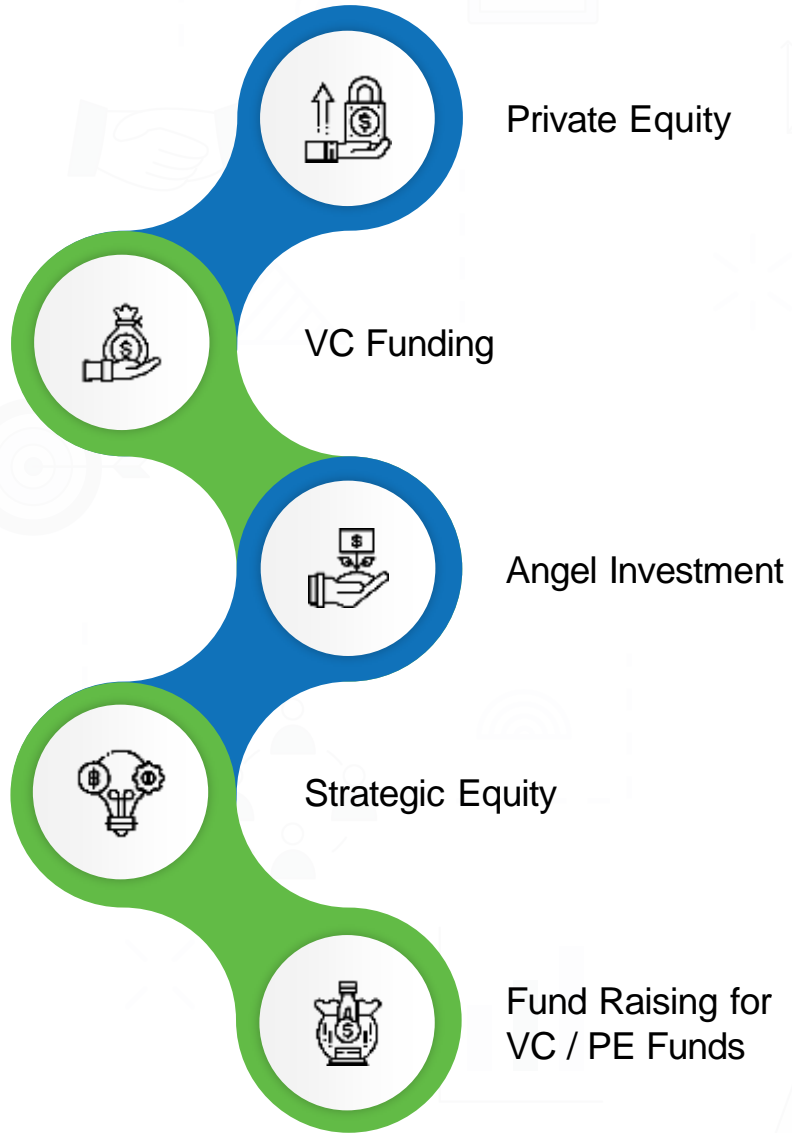 Private Equity
VC Funding
Angel Investment
Strategic Equity
Fund Raising for
VC / PE Funds